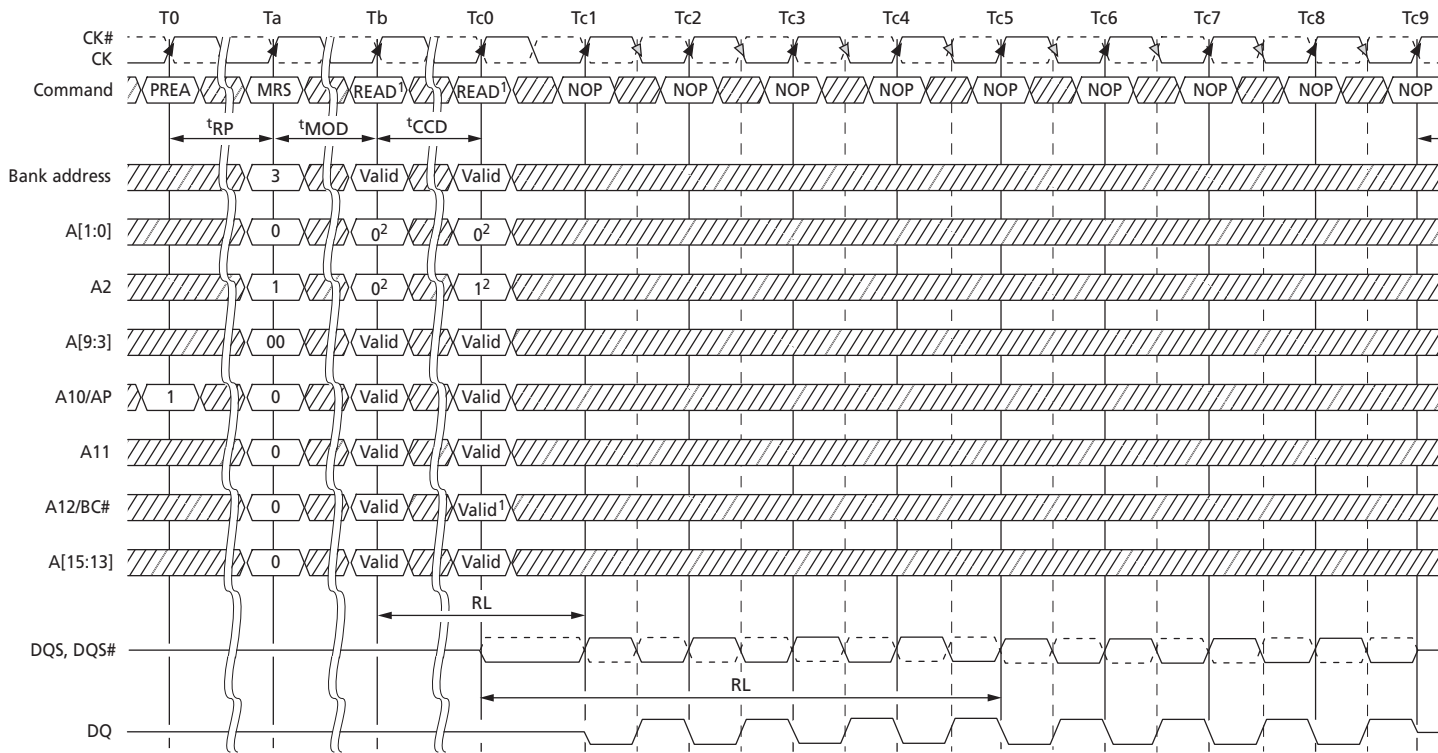 T0 Ta Tb Tc0 Tc1 Tc2 Tc3 Tc4 Tc5 Tc6 Tc7 Tc8 Tc9
CK#
CK
Command PREA MRS READ¹ READ¹ NOP NOP NOP NOP NOP NOP NOP NOP NOP
ᵗRP ᵗMOD ᵗCCD
Bank address 3 Valid Valid
A[1:0] 0 0² 0²
A2 1 0² 1²
A[9:3] 00 Valid Valid
A10/AP 1 0 Valid Valid
A11 0 Valid Valid
A12/BC# 0 Valid Valid¹
A[15:13] 0 Valid Valid
RL
DQS, DQS#
RL
DQ